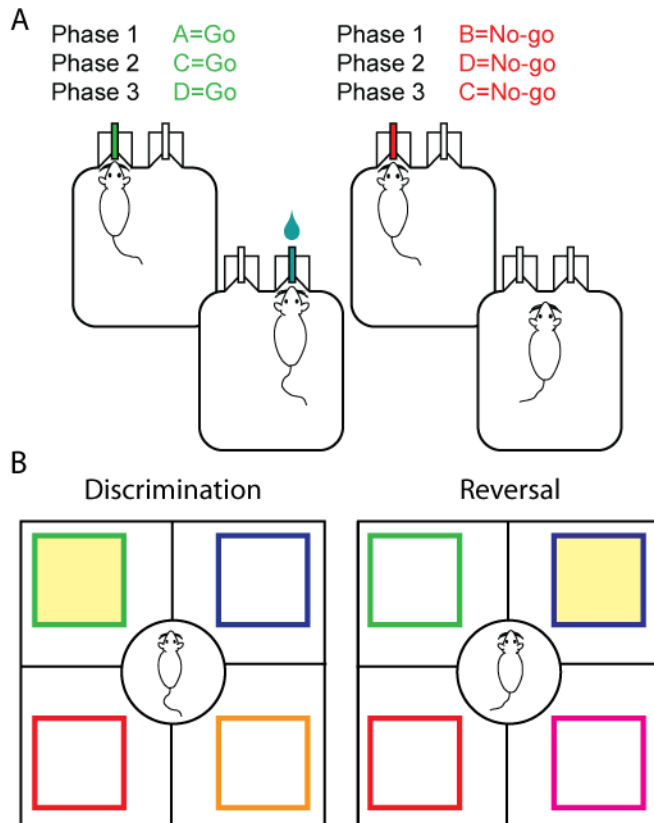 A
Phase 1 A=Go
Phase 2 C=Go
Phase 3 D=Go
Phase 1 B=No-go
Phase 2 D=No-go
Phase 3 C=No-go
B
Discrimination
Reversal